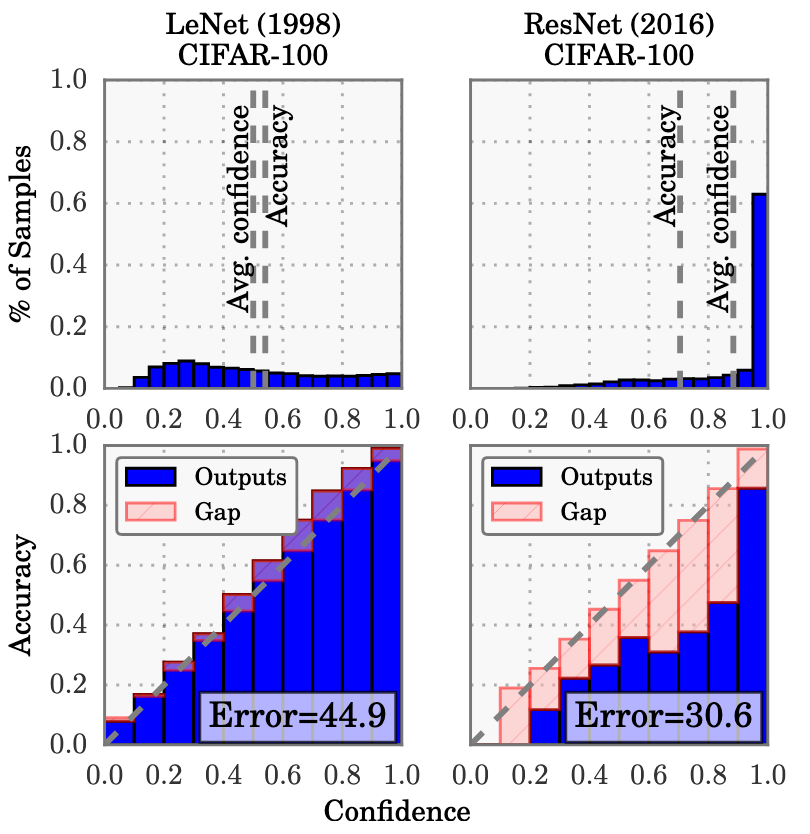 LeNet (1998)
CIFAR-100
ResNet (2016)
CIFAR-100
% of Samples
1.0
0.8
0.6
0.4
0.2
0.0
Avg. confidence
Accuracy
0.0 0.2 0.4 0.6 0.8 1.0
Accuracy
Avg. confidence
0.0 0.2 0.4 0.6 0.8 1.0
Accuracy
1.0
0.8
0.6
0.4
0.2
0.0
Outputs
Gap
Error=44.9
0.0 0.2 0.4 0.6 0.8 1.0
Outputs
Gap
Error=30.6
0.0 0.2 0.4 0.6 0.8 1.0
Confidence